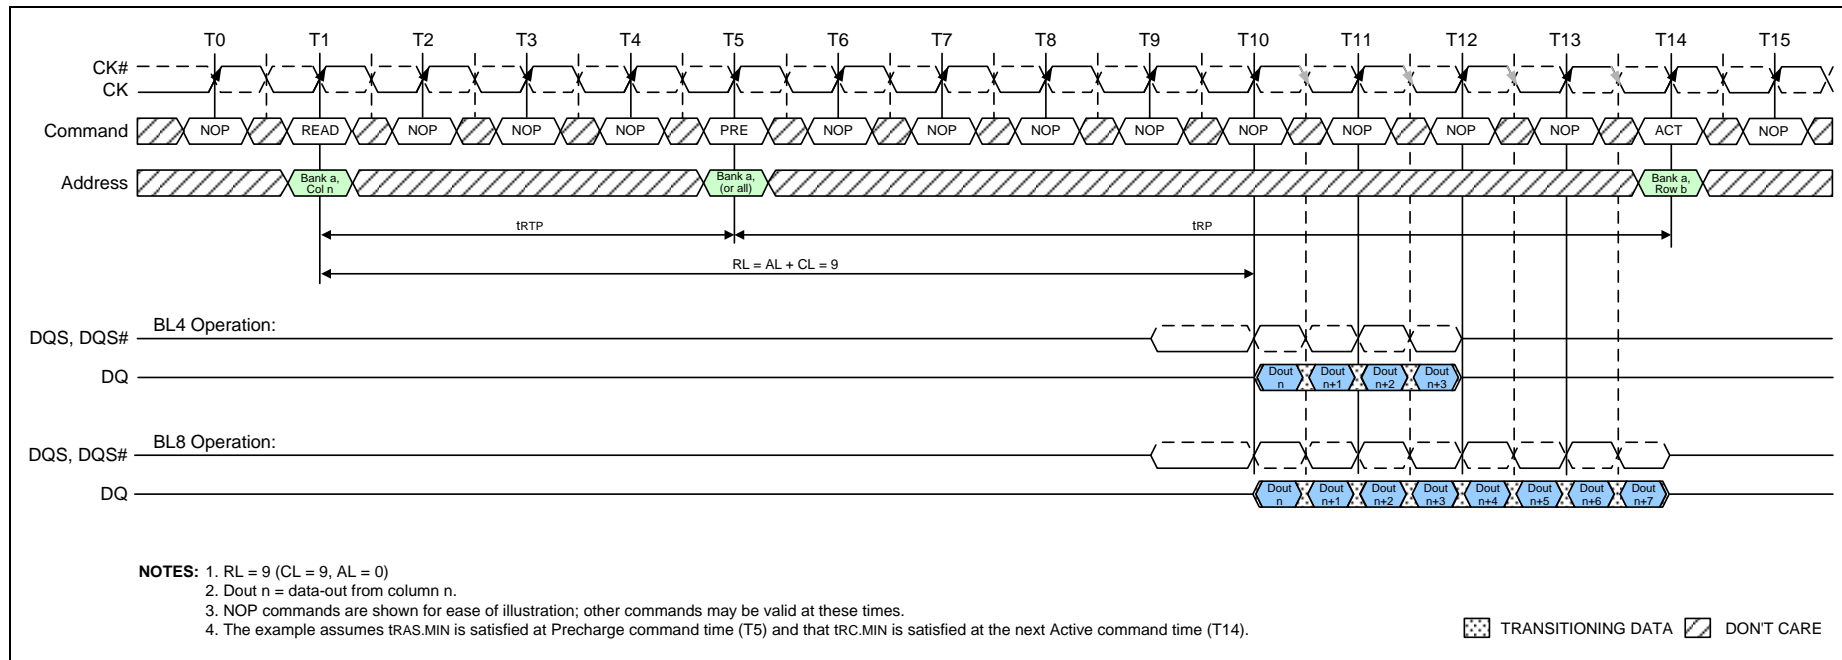 T0 T1 T2 T3 T4 T5 T6 T7 T8 T9 T10 T11 T12 T13 T14 T15
CK#
CK
Command NOP READ NOP NOP NOP PRE NOP NOP NOP NOP NOP NOP NOP NOP ACT NOP
Address Bank a, Col n Bank a, (or all) Bank a, Row b
tRTP tRP
RL = AL + CL = 9
BL4 Operation:
DQS, DQS#
DQ Dout n Dout n+1 Dout n+2 Dout n+3
BL8 Operation:
DQS, DQS#
DQ Dout n Dout n+1 Dout n+2 Dout n+3 Dout n+4 Dout n+5 Dout n+6 Dout n+7
NOTES: 1. RL = 9 (CL = 9, AL = 0)
2. Dout n = data-out from column n.
3. NOP commands are shown for ease of illustration; other commands may be valid at these times.
4. The example assumes tRAS.MIN is satisfied at Precharge command time (T5) and that tRC.MIN is satisfied at the next Active command time (T14).
TRANSITIONING DATA DON'T CARE